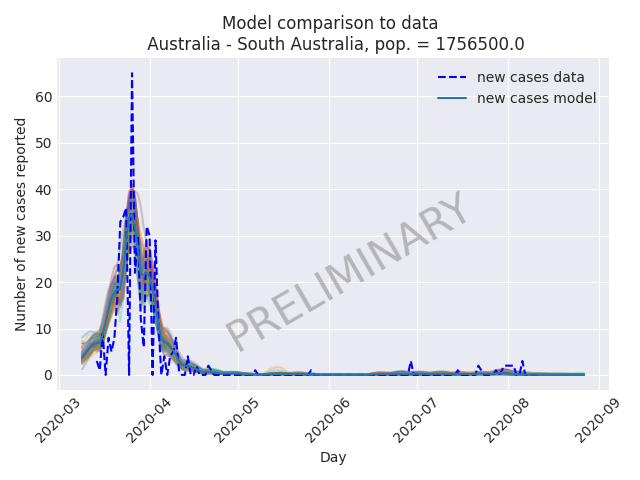 Model comparison to data
Australia - South Australia, pop. = 1756500.0
new cases data
new cases model
PRELIMINARY
Number of new cases reported
60
50
40
30
20
10
0
2020-03
2020-04
2020-05
2020-06
2020-07
2020-08
2020-09
Day